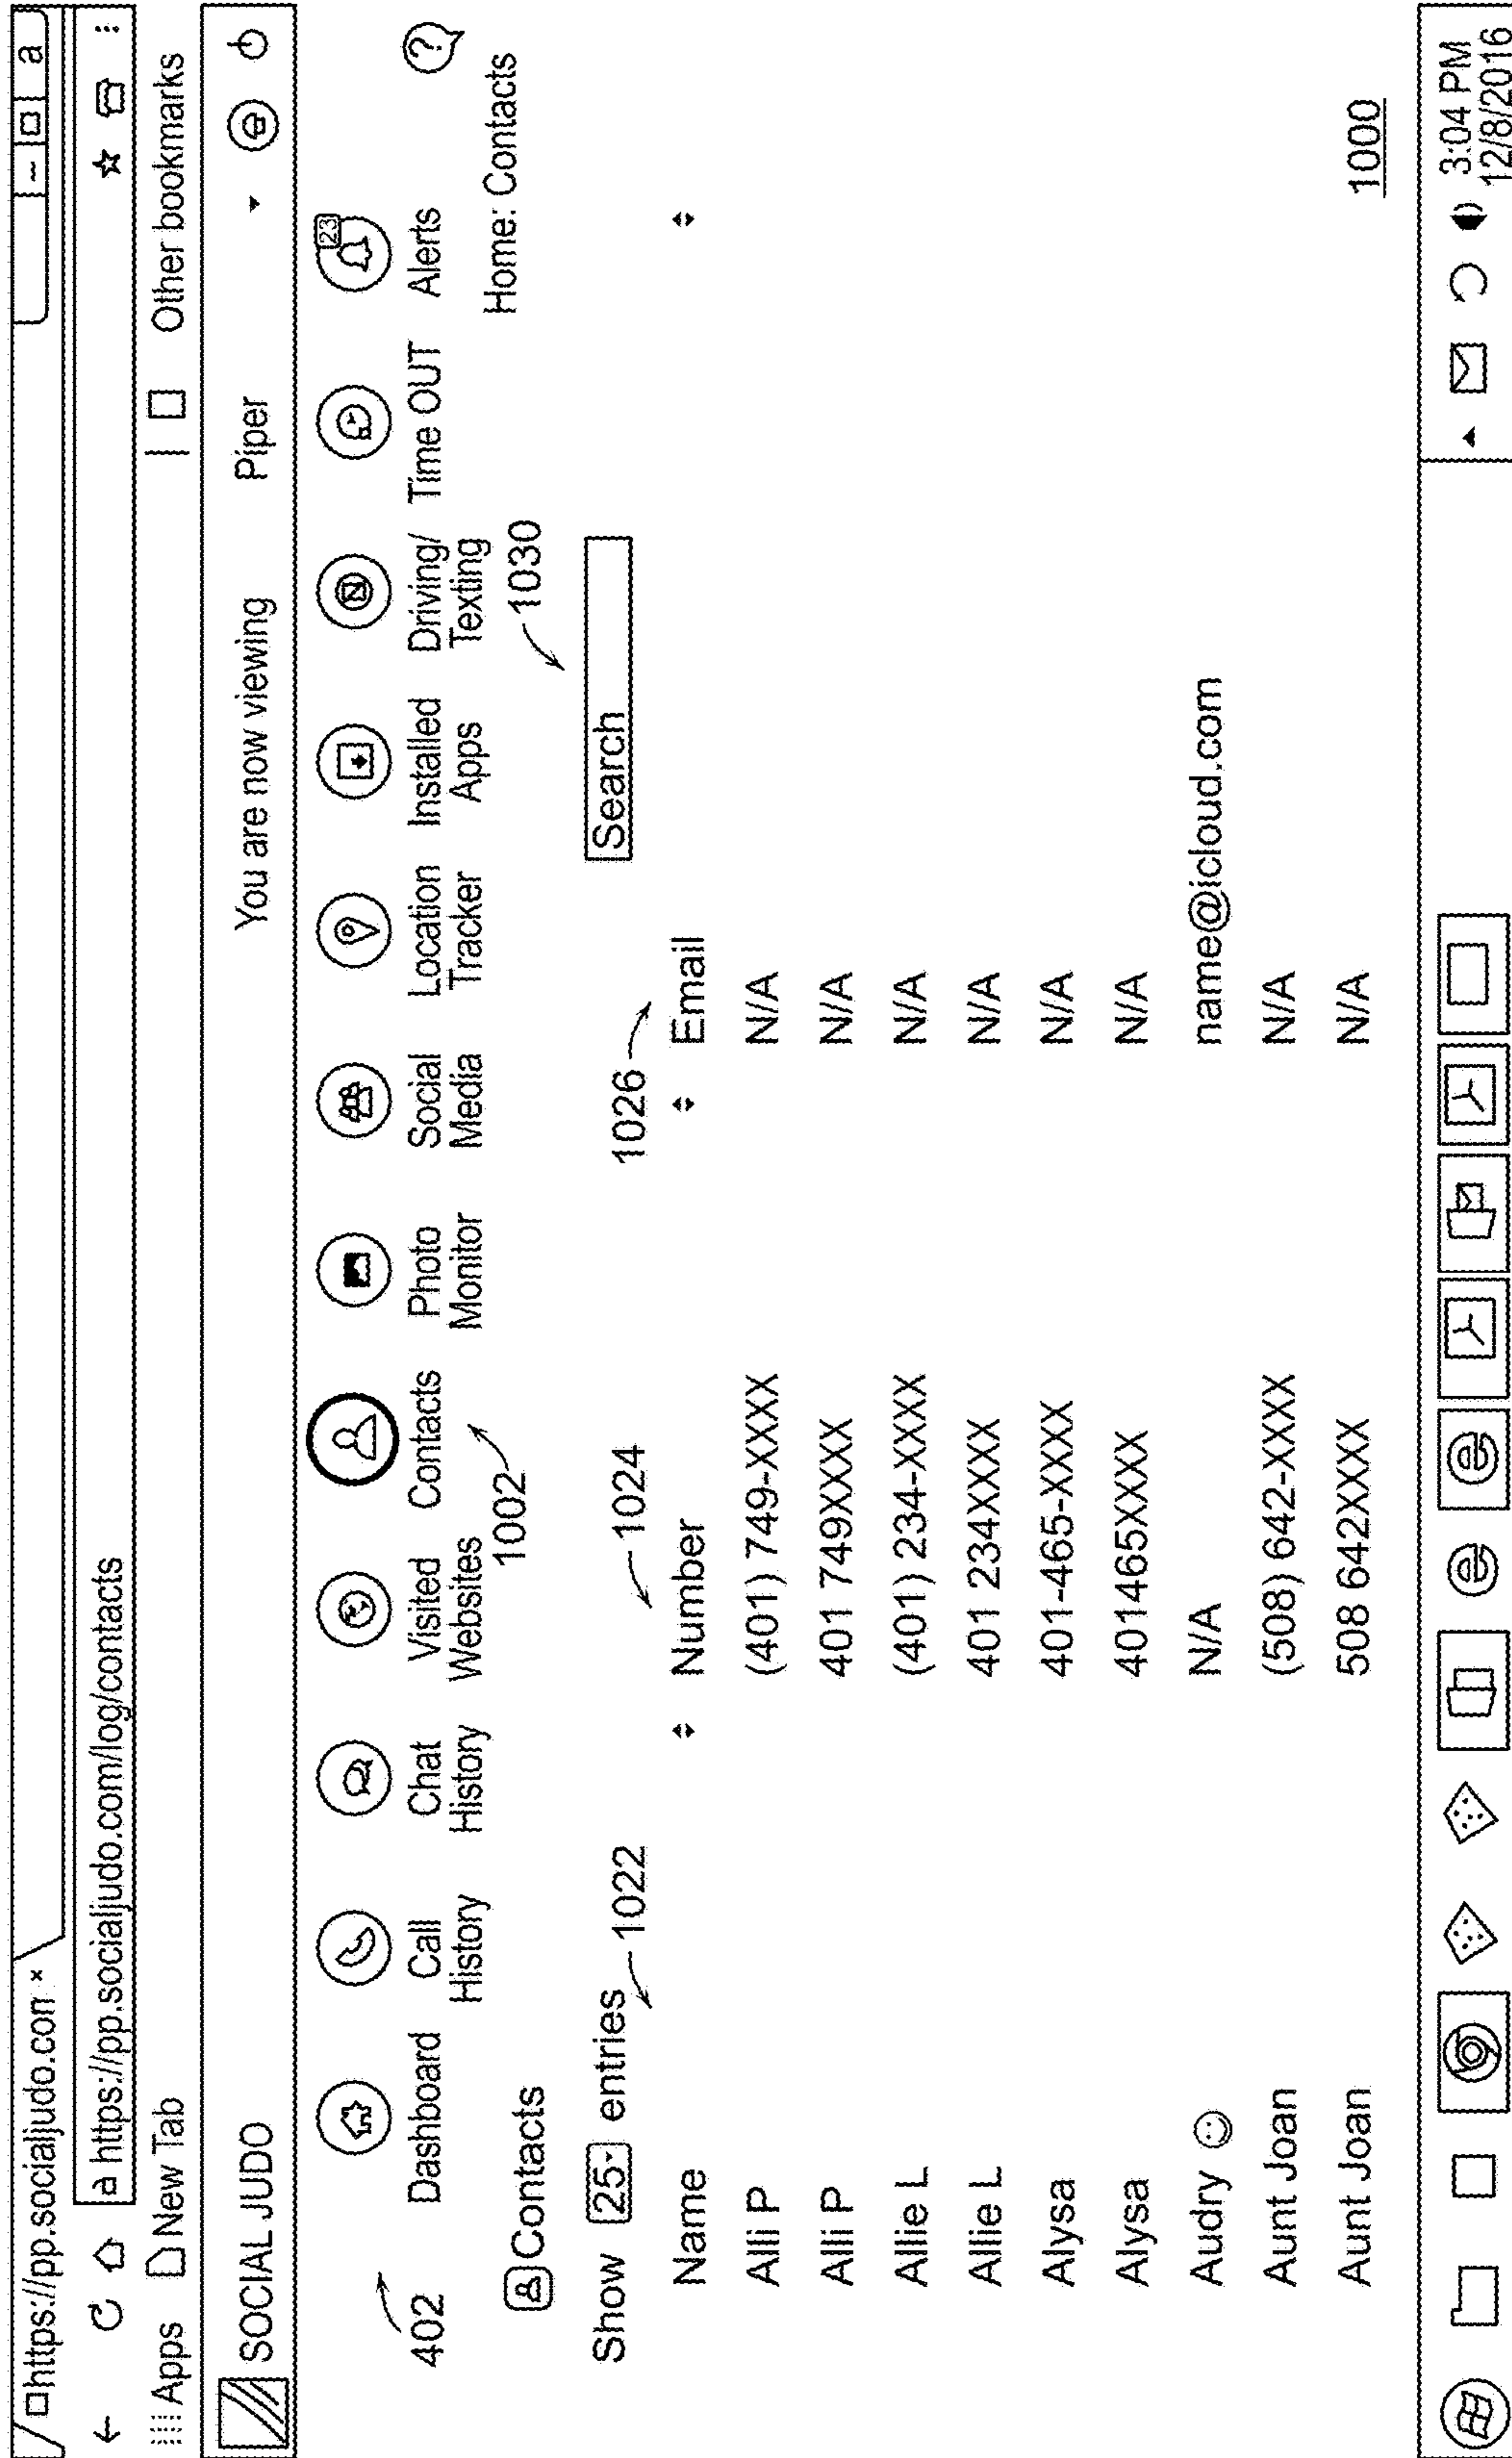 https://pp.socialjudo.com ×
a https://pp.socialjudo.com/log/contacts
Apps New Tab Other bookmarks
SOCIAL JUDO You are now viewing Piper
23
Dashboard Call History Chat History Visited Websites Contacts Photo Monitor Social Media Location Tracker Installed Apps Driving/ Texting Time OUT Alerts ?
402 1002 1030
Contacts Home: Contacts
Show 25 entries Search
1022 1024 1026
Name Number Email
Alli P (401) 749-XXXX N/A
Alli P 401 749XXXX N/A
Allie L (401) 234-XXXX N/A
Allie L 401 234XXXX N/A
Alysa 401-465-XXXX N/A
Alysa 401465XXXX N/A
Audry ☺ N/A name@icloud.com
Aunt Joan (508) 642-XXXX N/A
Aunt Joan 508 642XXXX N/A
1000
3:04 PM
12/8/2016